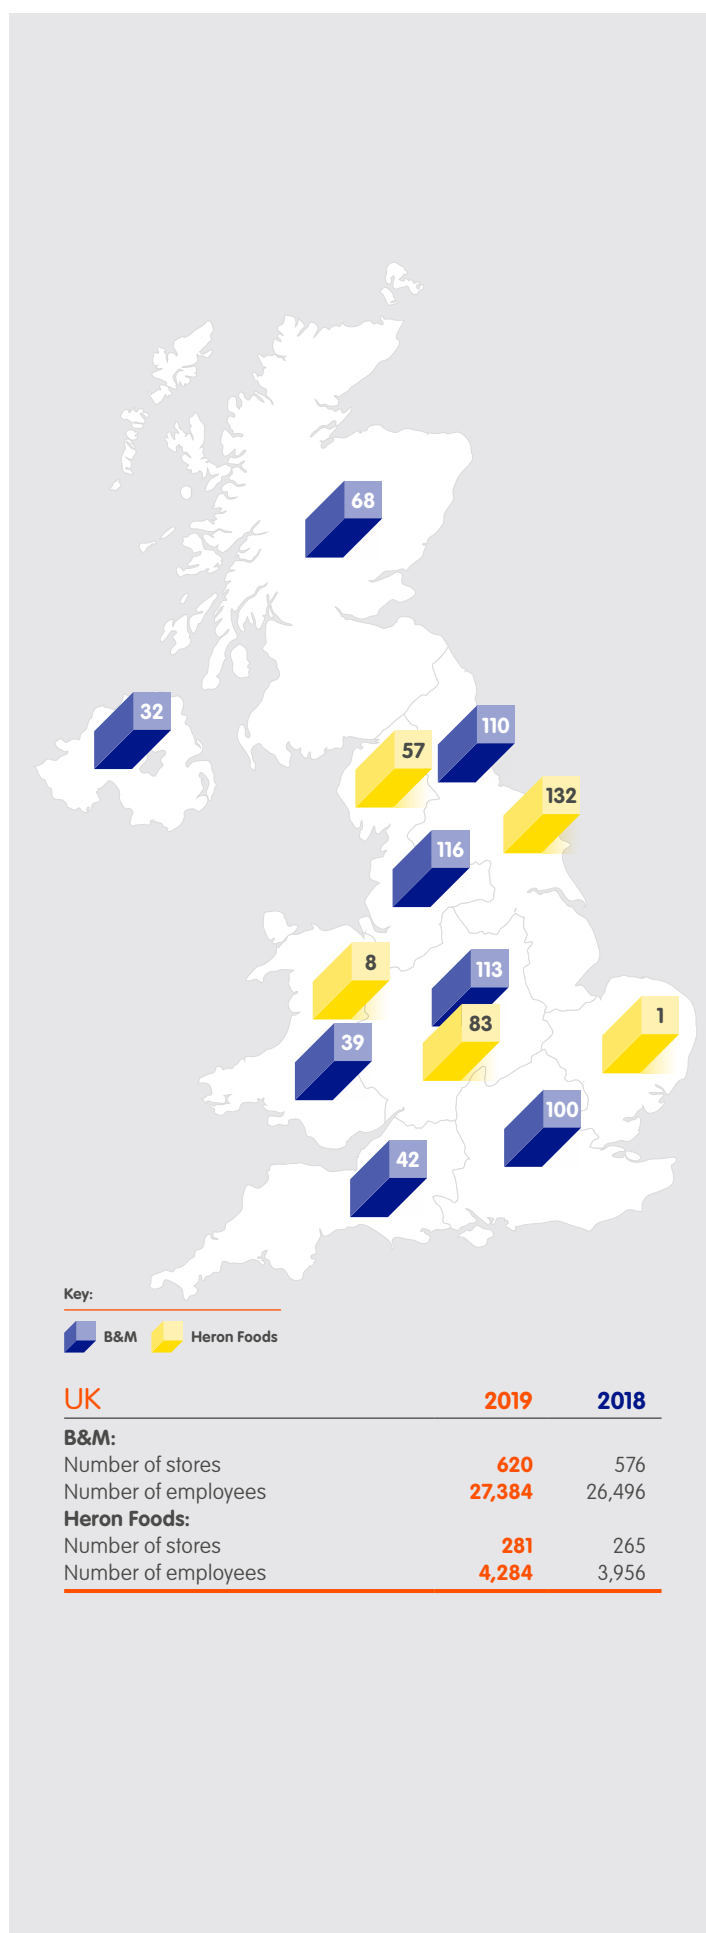 68
32
110
57
132
116
8
113
83
1
39
100
42
Key:
B&M Heron Foods
UK 2019 2018
B&M:
Number of stores 620 576
Number of employees 27,384 26,496
Heron Foods:
Number of stores 281 265
Number of employees 4,284 3,956